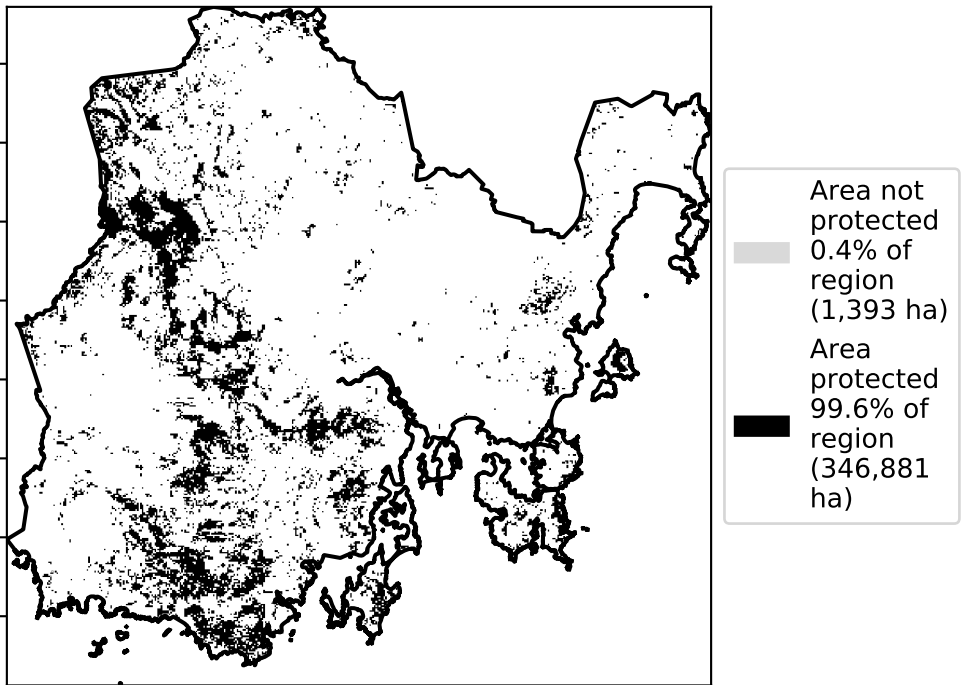 Area not
protected
0.4% of
region
(1,393 ha)
Area
protected
99.6% of
region
(346,881
ha)